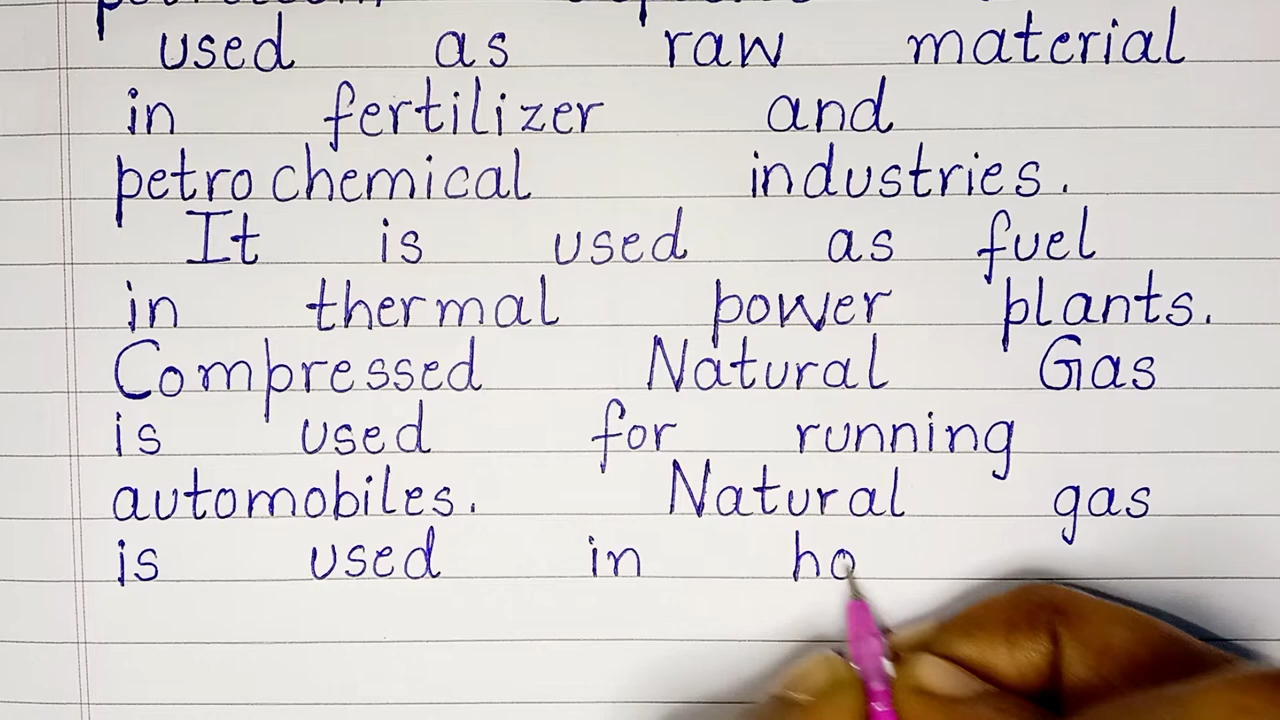 used as raw material
in fertilizer and
petrochemical industries.
It is used as fuel
in thermal power plants.
Compressed Natural Gas
is used for running
automobiles. Natural gas
is used in ho